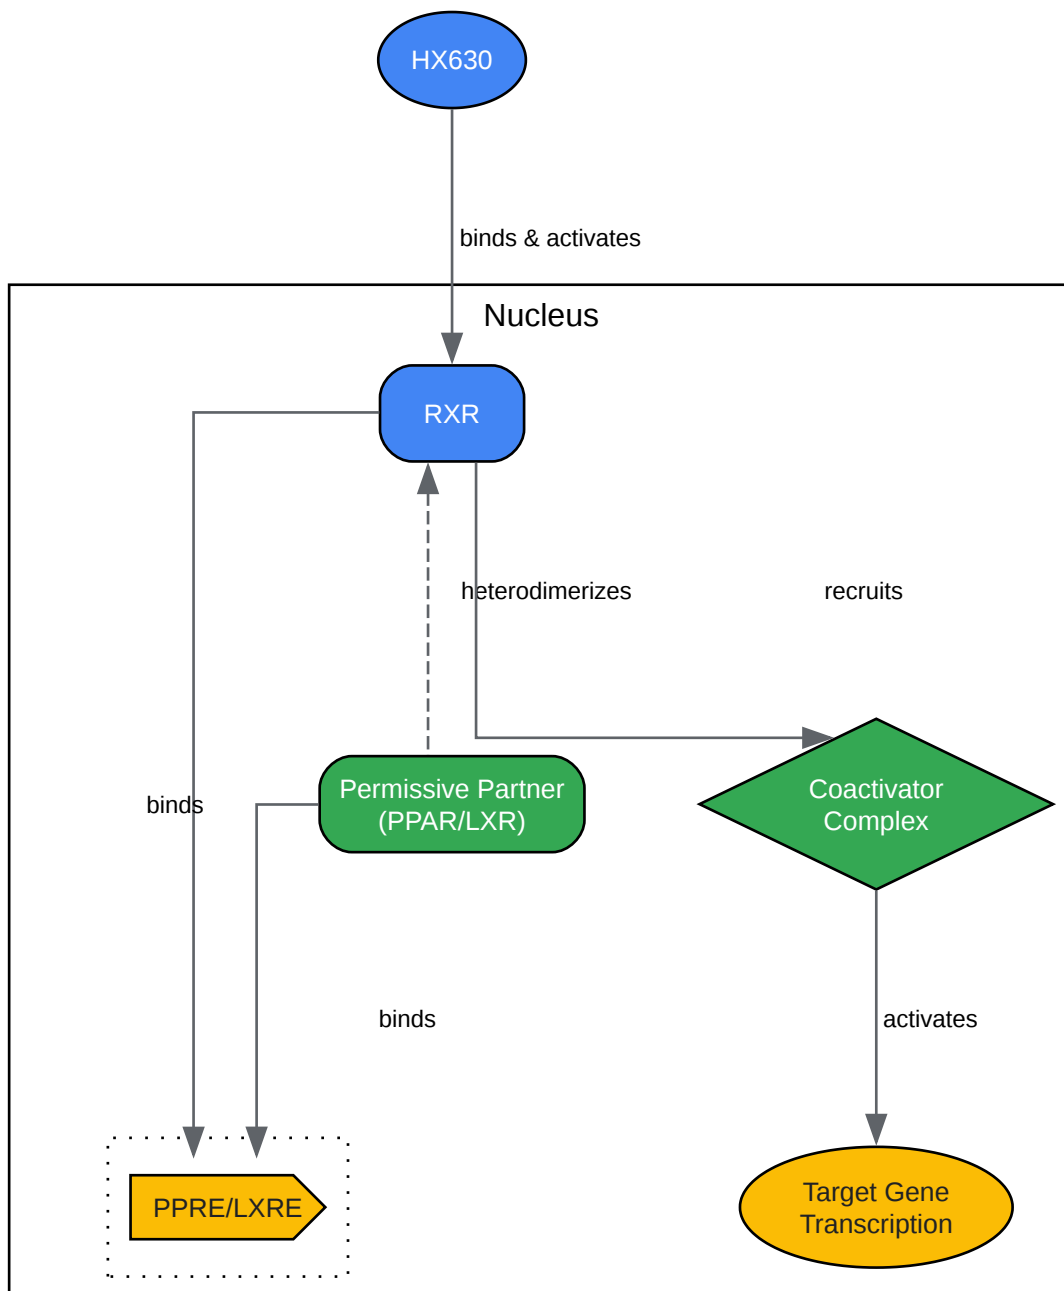 HX630
binds & activates
Nucleus
RXR
heterodimerizes
recruits
Permissive Partner
(PPAR/LXR)
Coactivator
Complex
binds
binds
activates
PPRE/LXRE
Target Gene
Transcription